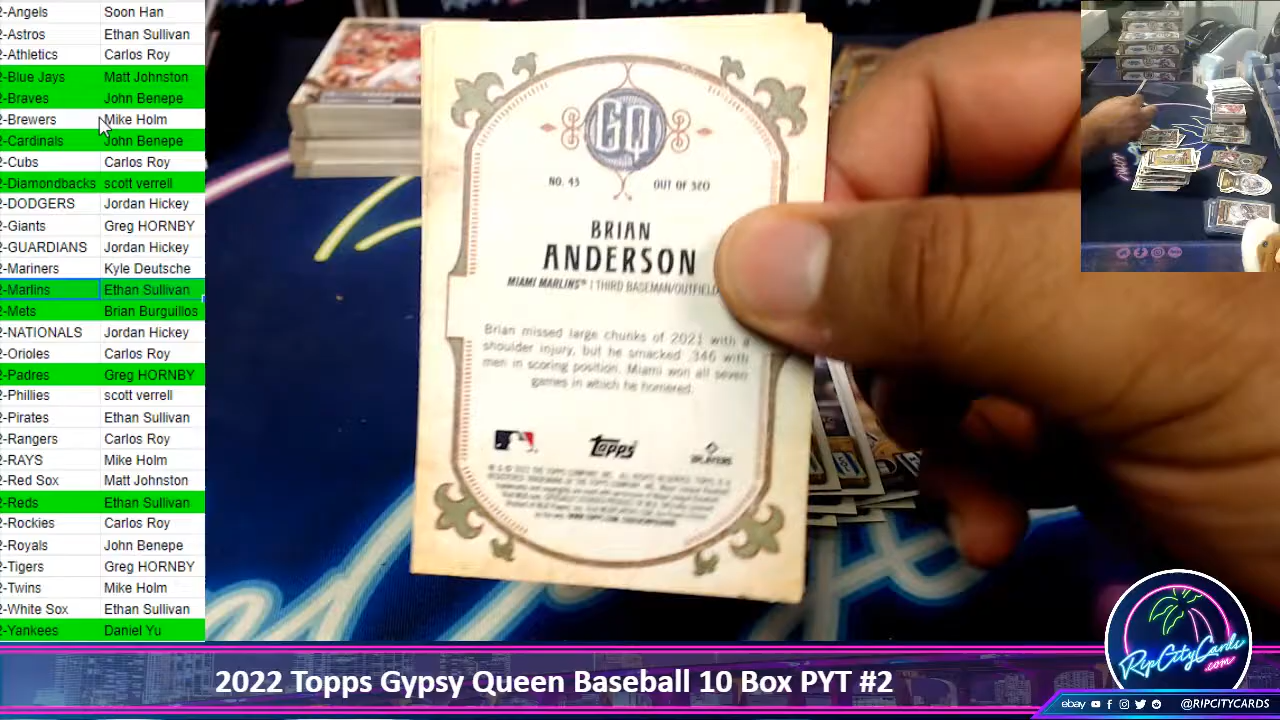 2-Angels Soon Han
2-Astros Ethan Sullivan
2-Athletics Carlos Roy
2-Blue Jays Matt Johnston
2-Braves John Benepe
2-Brewers Mike Holm
2-Cardinals John Benepe
2-Cubs Carlos Roy
2-Diamondbacks scott verrell
2-DODGERS Jordan Hickey
2-Giants Greg HORNBY
2-GUARDIANS Jordan Hickey
2-Mariners Kyle Deutsche
2-Marlins Ethan Sullivan
2-Mets Brian Burguillos
2-NATIONALS Jordan Hickey
2-Orioles Carlos Roy
2-Padres Greg HORNBY
2-Phillies scott verrell
2-Pirates Ethan Sullivan
2-Rangers Carlos Roy
2-RAYS Mike Holm
2-Red Sox Matt Johnston
2-Reds Ethan Sullivan
2-Rockies Carlos Roy
2-Royals John Benepe
2-Tigers Greg HORNBY
2-Twins Mike Holm
2-White Sox Ethan Sullivan
2-Yankees Daniel Yu
GQ
NO. 43 OUT OF 320
BRIAN
ANDERSON
MIAMI MARLINS® | THIRD BASEMAN/OUTFIELD
Brian missed large chunks of 2021 with a
shoulder injury, but he smacked .346 with
men in scoring position. Miami won all seven
games in which he homered.
Topps
PLAYERS
RipCityCards
.com
2022 Topps Gypsy Queen Baseball 10 Box PYT #2
ebay @RIPCITYCARDS